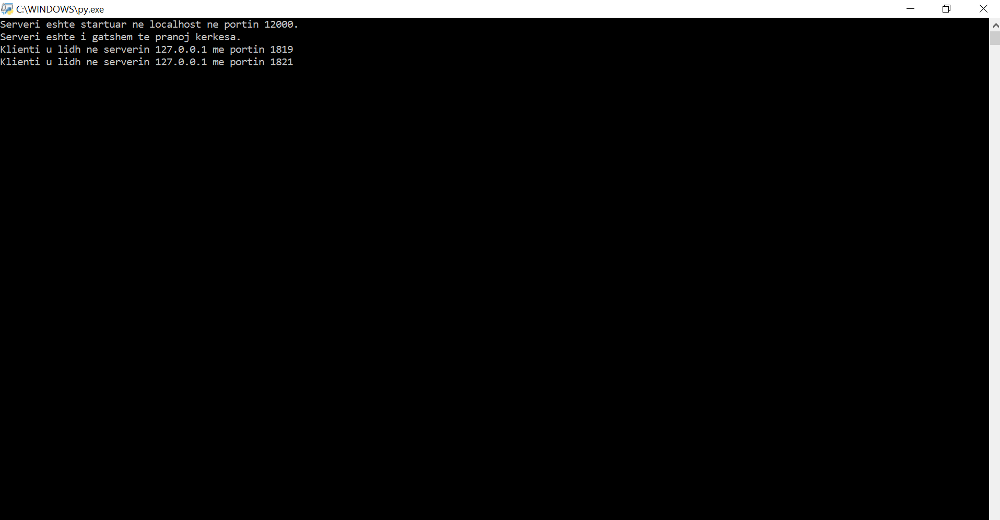 C:\WINDOWS\py.exe
Serveri eshte startuar ne localhost ne portin 12000.
Serveri eshte i gatshem te pranoj kerkesa.
Klienti u lidh ne serverin 127.0.0.1 me portin 1819
Klienti u lidh ne serverin 127.0.0.1 me portin 1821